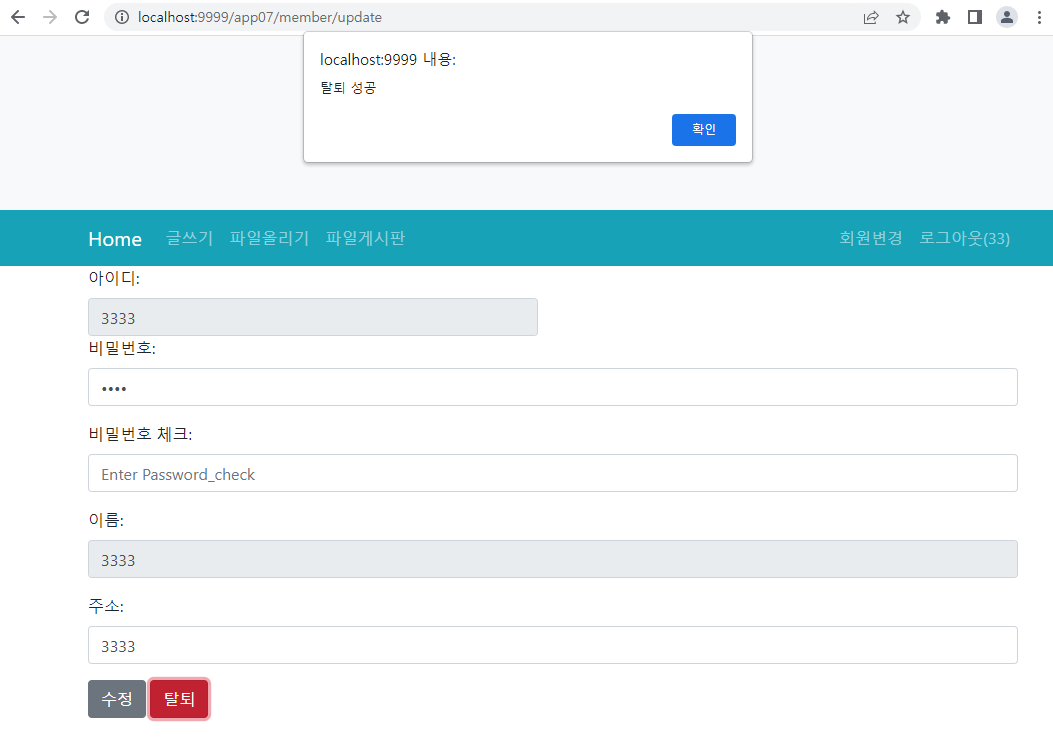 localhost:9999/app07/member/update
localhost:9999 내용:
탈퇴 성공
확인
Home 글쓰기 파일올리기 파일게시판 회원변경 로그아웃(33)
아이디:
3333
비밀번호:
••••
비밀번호 체크:
Enter Password_check
이름:
3333
주소:
3333
수정 탈퇴